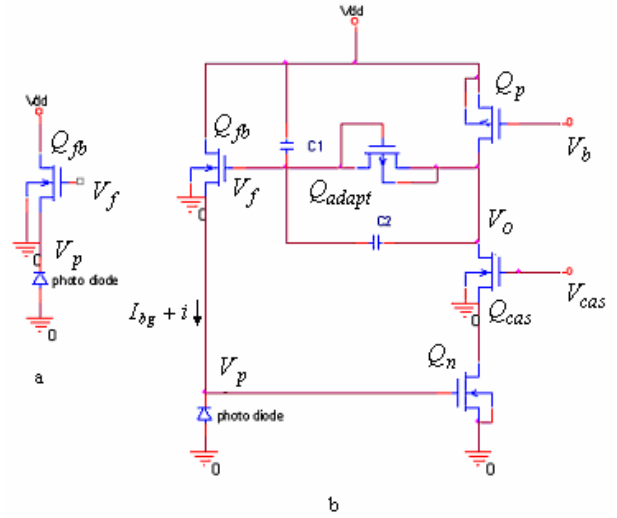 Vdd
Q_fb
V_f
V_p
photo diode
0
a
Vdd
Q_p
V_b
Q_fb
C1
V_f
Q_adapt
0
C2
V_o
V_cas
Q_cas
0
I_bg + i
V_p
Q_n
photo diode
0
0
b